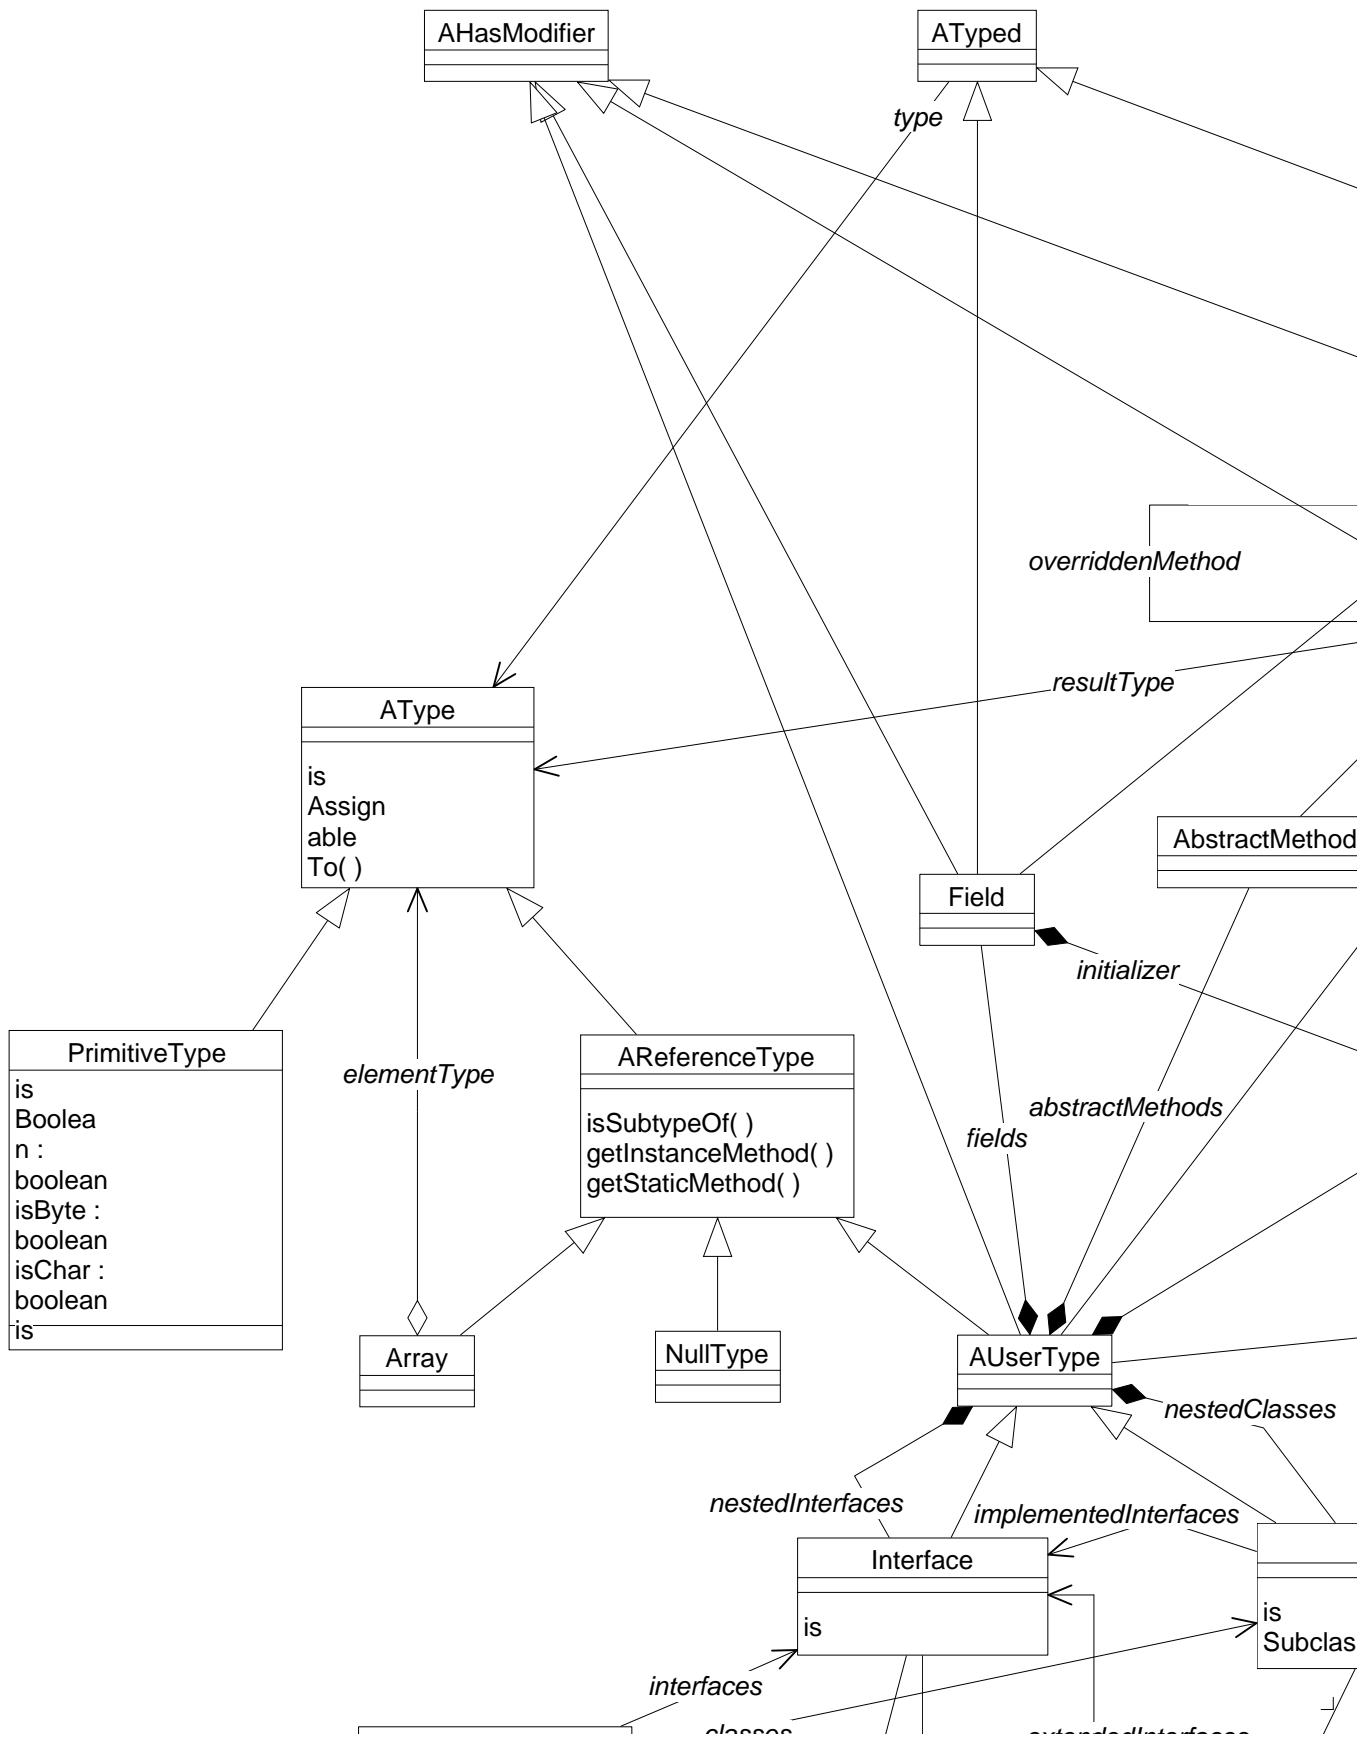 AHasModifier
ATyped
type
overriddenMethod
resultType
AType
is
Assign
able
To( )
AbstractMethod
Field
initializer
PrimitiveType
is
Boolea
n :
boolean
isByte :
boolean
isChar :
boolean
is
elementType
AReferenceType
isSubtypeOf( )
getInstanceMethod( )
getStaticMethod( )
abstractMethods
fields
Array
NullType
AUserType
nestedClasses
nestedInterfaces
implementedInterfaces
Interface
is
is
Subclas
interfaces
classes
extendedInterfaces